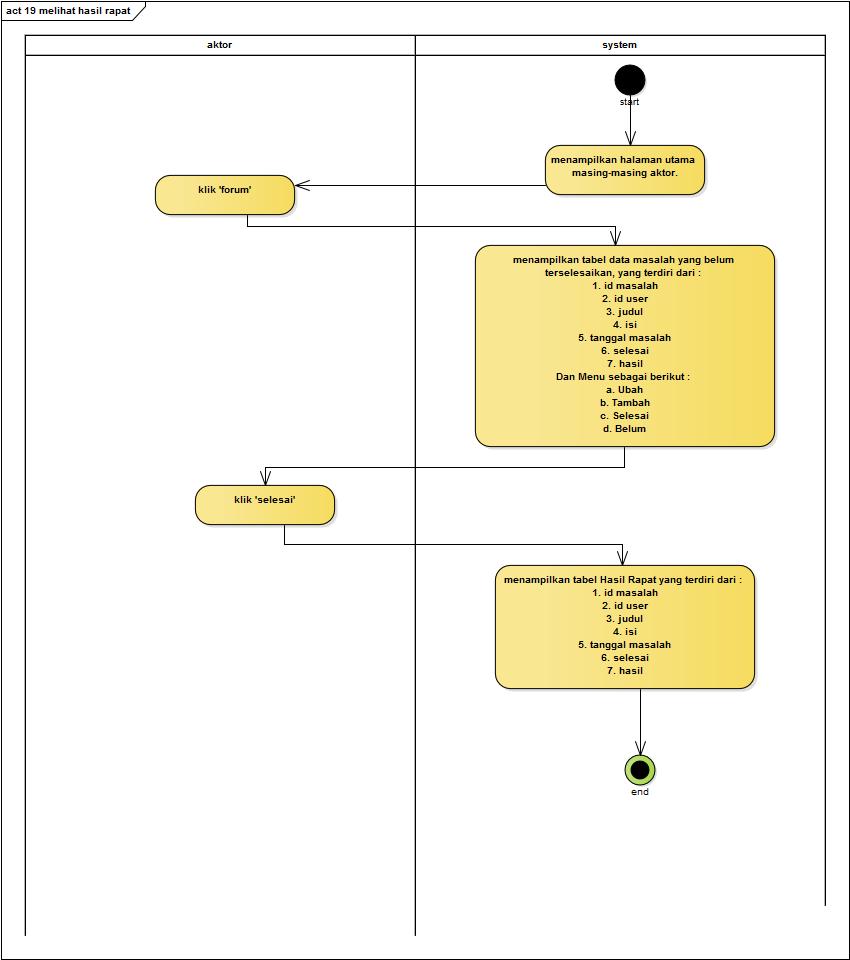 act 19 melihat hasil rapat
aktor
system
start
menampilkan halaman utama
masing-masing aktor.
klik 'forum'
menampilkan tabel data masalah yang belum
terselesaikan, yang terdiri dari :
1. id masalah
2. id user
3. judul
4. isi
5. tanggal masalah
6. selesai
7. hasil
Dan Menu sebagai berikut :
a. Ubah
b. Tambah
c. Selesai
d. Belum
klik 'selesai'
menampilkan tabel Hasil Rapat yang terdiri dari :
1. id masalah
2. id user
3. judul
4. isi
5. tanggal masalah
6. selesai
7. hasil
end